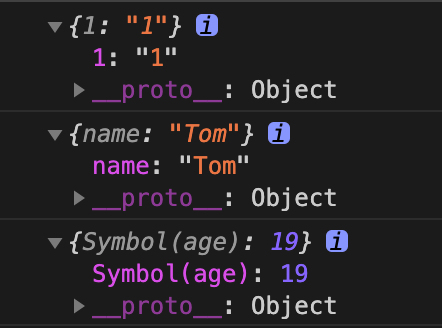 ▼{1: "1"} i
1: "1"
▶__proto__: Object
▼{name: "Tom"} i
name: "Tom"
▶__proto__: Object
▼{Symbol(age): 19} i
Symbol(age): 19
▶__proto__: Object